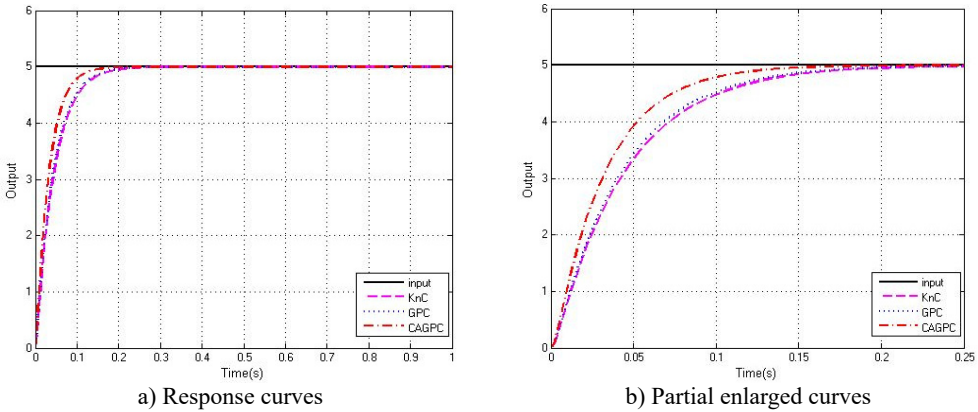 6
5
4
3
2
1
0
Output
0 0.1 0.2 0.3 0.4 0.5 0.6 0.7 0.8 0.9 1
Time(s)
input
KnC
GPC
CAGPC
a) Response curves
6
5
4
3
2
1
0
Output
0 0.05 0.1 0.15 0.2 0.25
Time(s)
input
KnC
GPC
CAGPC
b) Partial enlarged curves